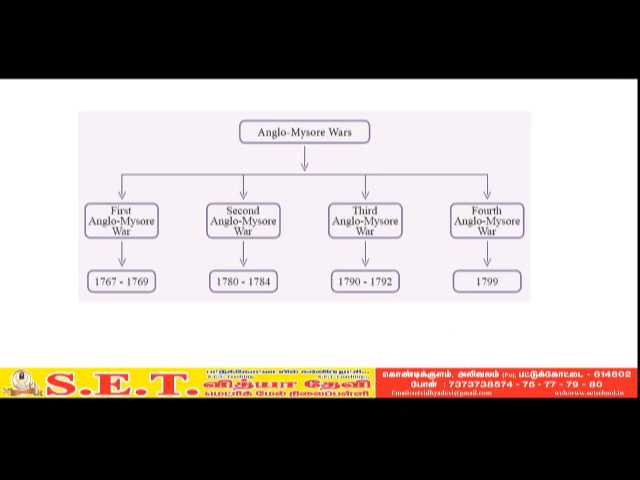 Anglo-Mysore Wars
First
Anglo-Mysore
War
Second
Anglo-Mysore
War
Third
Anglo-Mysore
War
Fourth
Anglo-Mysore
War
1767 - 1769
1780 - 1784
1790 - 1792
1799
S.E.T.
வித்யா தேவி
மெட்ரிக் மேல் நிலைப்பள்ளி
கொண்டிகுளம், அலிவலம் (Po), பட்டுக்கோட்டை - 614602
போன் : 7373738574 - 75 - 77 - 79 - 80